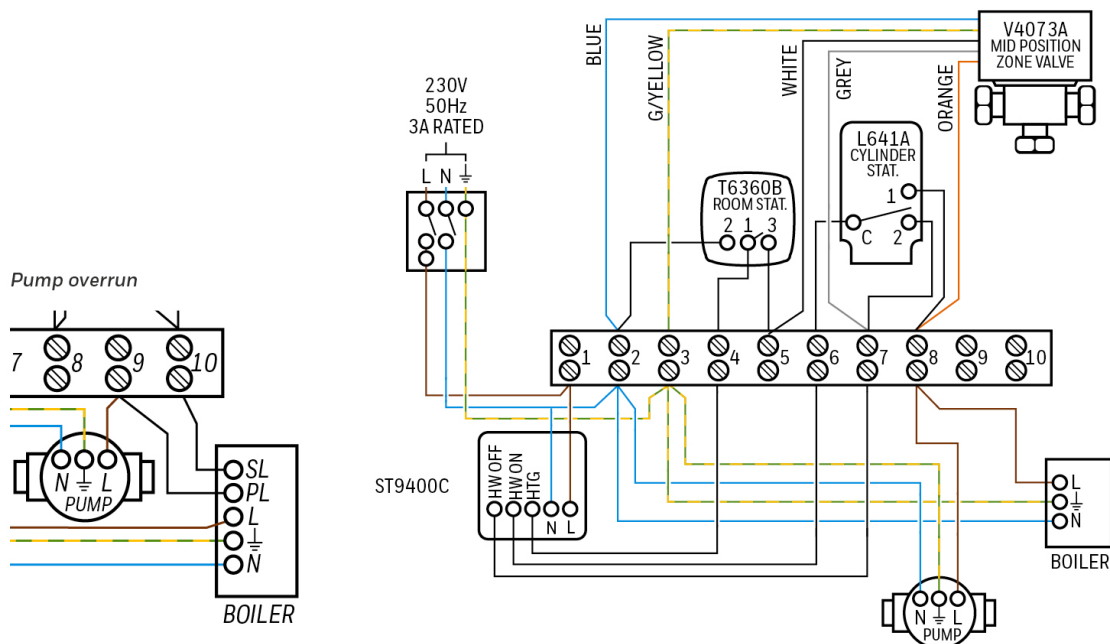 BLUE
G/YELLOW
WHITE
GREY
ORANGE
V4073A
MID POSITION
ZONE VALVE
230V
50Hz
3A RATED
L N
L641A
CYLINDER
STAT.
1
C 2
T6360B
ROOM STAT.
2 1 3
Pump overrun
7 8 9 10
1 2 3 4 5 6 7 8 9 10
N L
PUMP
SL
PL
L
N
BOILER
ST9400C
HW OFF
HW ON
HTG
N L
L
N
BOILER
N L
PUMP